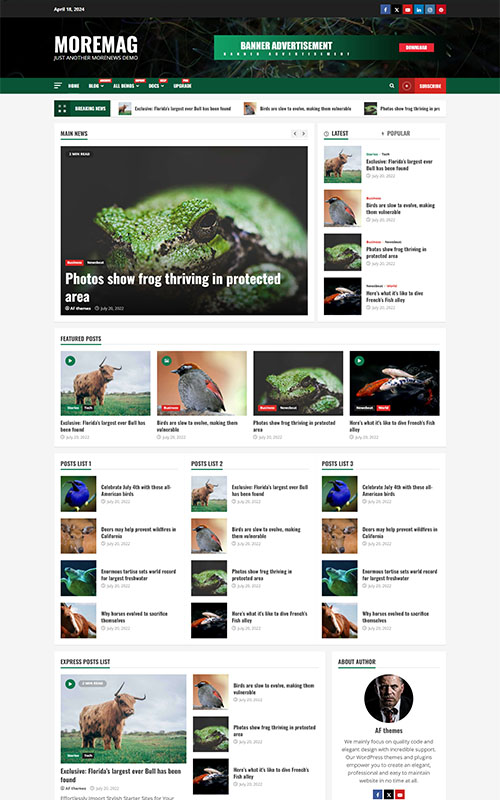 April 18, 2024
MOREMAG
JUST ANOTHER MORENEWS DEMO
BANNER ADVERTISEMENT
BANNER ADVERTISEMENT
DOWNLOAD
HOME BLOG ALL DEMOS DOCS UPGRADE
SUBSCRIBE
BREAKING NEWS
Exclusive: Florida's largest ever Bull has been found
Birds are slow to evolve, making them vulnerable
Photos show frog thriving in pr
MAIN NEWS
2 MIN READ
Business Newsbeat
Photos show frog thriving in protected
area
AF themes July 20, 2022
LATEST
POPULAR
Stories Tech
Exclusive: Florida's largest ever
Bull has been found
July 20, 2022
Business
Birds are slow to evolve, making
them vulnerable
July 20, 2022
Business Newsbeat
Photos show frog thriving in
protected area
July 20, 2022
Newsbeat World
Here's what it's like to dive
French's Fish alley
July 20, 2022
FEATURED POSTS
Stories Tech
Exclusive: Florida's largest ever Bull has
been found
July 20, 2022
Business
Birds are slow to evolve, making them
vulnerable
July 20, 2022
Business Newsbeat
Photos show frog thriving in protected
area
July 20, 2022
Newsbeat World
Here's what it's like to dive French's Fish
alley
July 20, 2022
POSTS LIST 1
Celebrate July 4th with these all-
American birds
July 20, 2022
Deers may help prevent wildfires in
California
July 20, 2022
Enormous tortise sets world record
for largest freshwater
July 20, 2022
Why horses evolved to sacrifice
themselves
July 20, 2022
POSTS LIST 2
Exclusive: Florida's largest ever Bull
has been found
July 20, 2022
Birds are slow to evolve, making
them vulnerable
July 20, 2022
Photos show frog thriving in
protected area
July 20, 2022
Here's what it's like to dive French's
Fish alley
July 20, 2022
POSTS LIST 3
Celebrate July 4th with these all-
American birds
July 20, 2022
Deers may help prevent wildfires in
California
July 20, 2022
Enormous tortise sets world record
for largest freshwater
July 20, 2022
Why horses evolved to sacrifice
themselves
July 20, 2022
EXPRESS POSTS LIST
2 MIN READ
Stories Tech
Exclusive: Florida's largest ever Bull has
been found
AF themes July 20, 2022
Effortlessly Import Stylish Starter Sites for Your
Birds are slow to evolve, making them
vulnerable
July 20, 2022
Photos show frog thriving in protected
area
July 20, 2022
Here's what it's like to dive French's Fish
alley
July 20, 2022
ABOUT AUTHOR
AF themes
We mainly focus on quality code and
elegant design with incredible support.
Our WordPress themes and plugins
empower you to create an elegant,
professional and easy to maintain
website in no time at all.